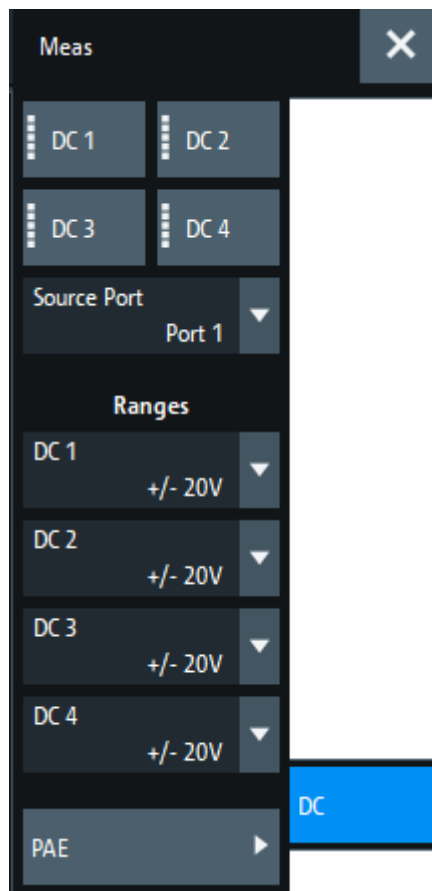 Meas
DC 1
DC 2
DC 3
DC 4
Source Port
Port 1
Ranges
DC 1
+/- 20V
DC 2
+/- 20V
DC 3
+/- 20V
DC 4
+/- 20V
DC
PAE